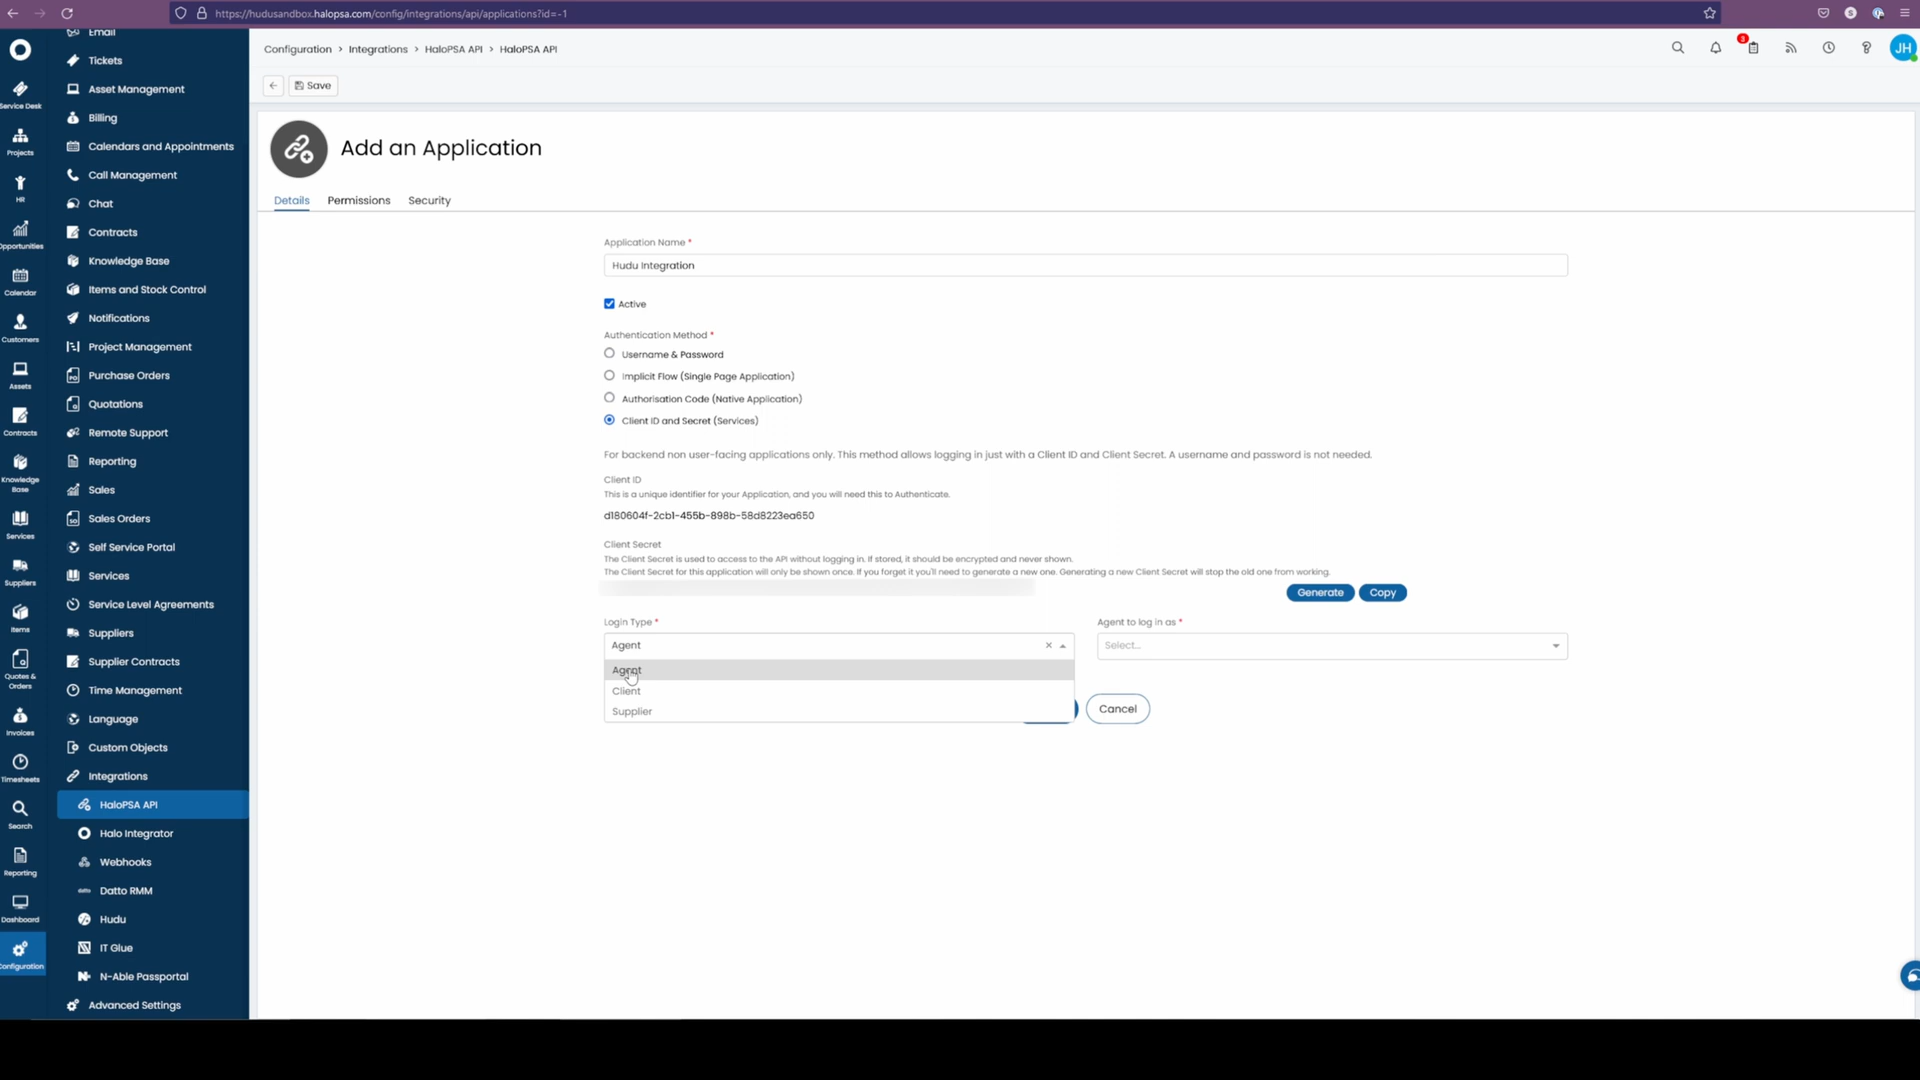 https://hudusandbox.halopsa.com/config/integrations/api/applications?id=-1
Service Desk
Projects
HR
Opportunities
Calendar
Customers
Assets
Contracts
Knowledge
Base
Services
Suppliers
Items
Quotes &
Orders
Invoices
Timesheets
Search
Reporting
Dashboard
Configuration
Email
Tickets
Asset Management
Billing
Calendars and Appointments
Call Management
Chat
Contracts
Knowledge Base
Items and Stock Control
Notifications
Project Management
Purchase Orders
Quotations
Remote Support
Reporting
Sales
Sales Orders
Self Service Portal
Services
Service Level Agreements
Suppliers
Supplier Contracts
Time Management
Language
Custom Objects
Integrations
HaloPSA API
Halo Integrator
Webhooks
Datto RMM
Hudu
IT Glue
N-Able Passportal
Advanced Settings
Configuration > Integrations > HaloPSA API > HaloPSA API
3
JH
Save
Add an Application
Details Permissions Security
Application Name *
Hudu Integration
Active
Authentication Method *
Username & Password
Implicit Flow (Single Page Application)
Authorisation Code (Native Application)
Client ID and Secret (Services)
For backend non user-facing applications only. This method allows logging in just with a Client ID and Client Secret. A username and password is not needed.
Client ID
This is a unique identifier for your Application, and you will need this to Authenticate.
d180604f-2cb1-455b-898b-58d8223ea650
Client Secret
The Client Secret is used to access to the API without logging in. If stored, it should be encrypted and never shown.
The Client Secret for this application will only be shown once. If you forget it you'll need to generate a new one. Generating a new Client Secret will stop the old one from working.
Generate Copy
Login Type * Agent to log in as *
Agent Select...
Agent
Client
Supplier
Cancel